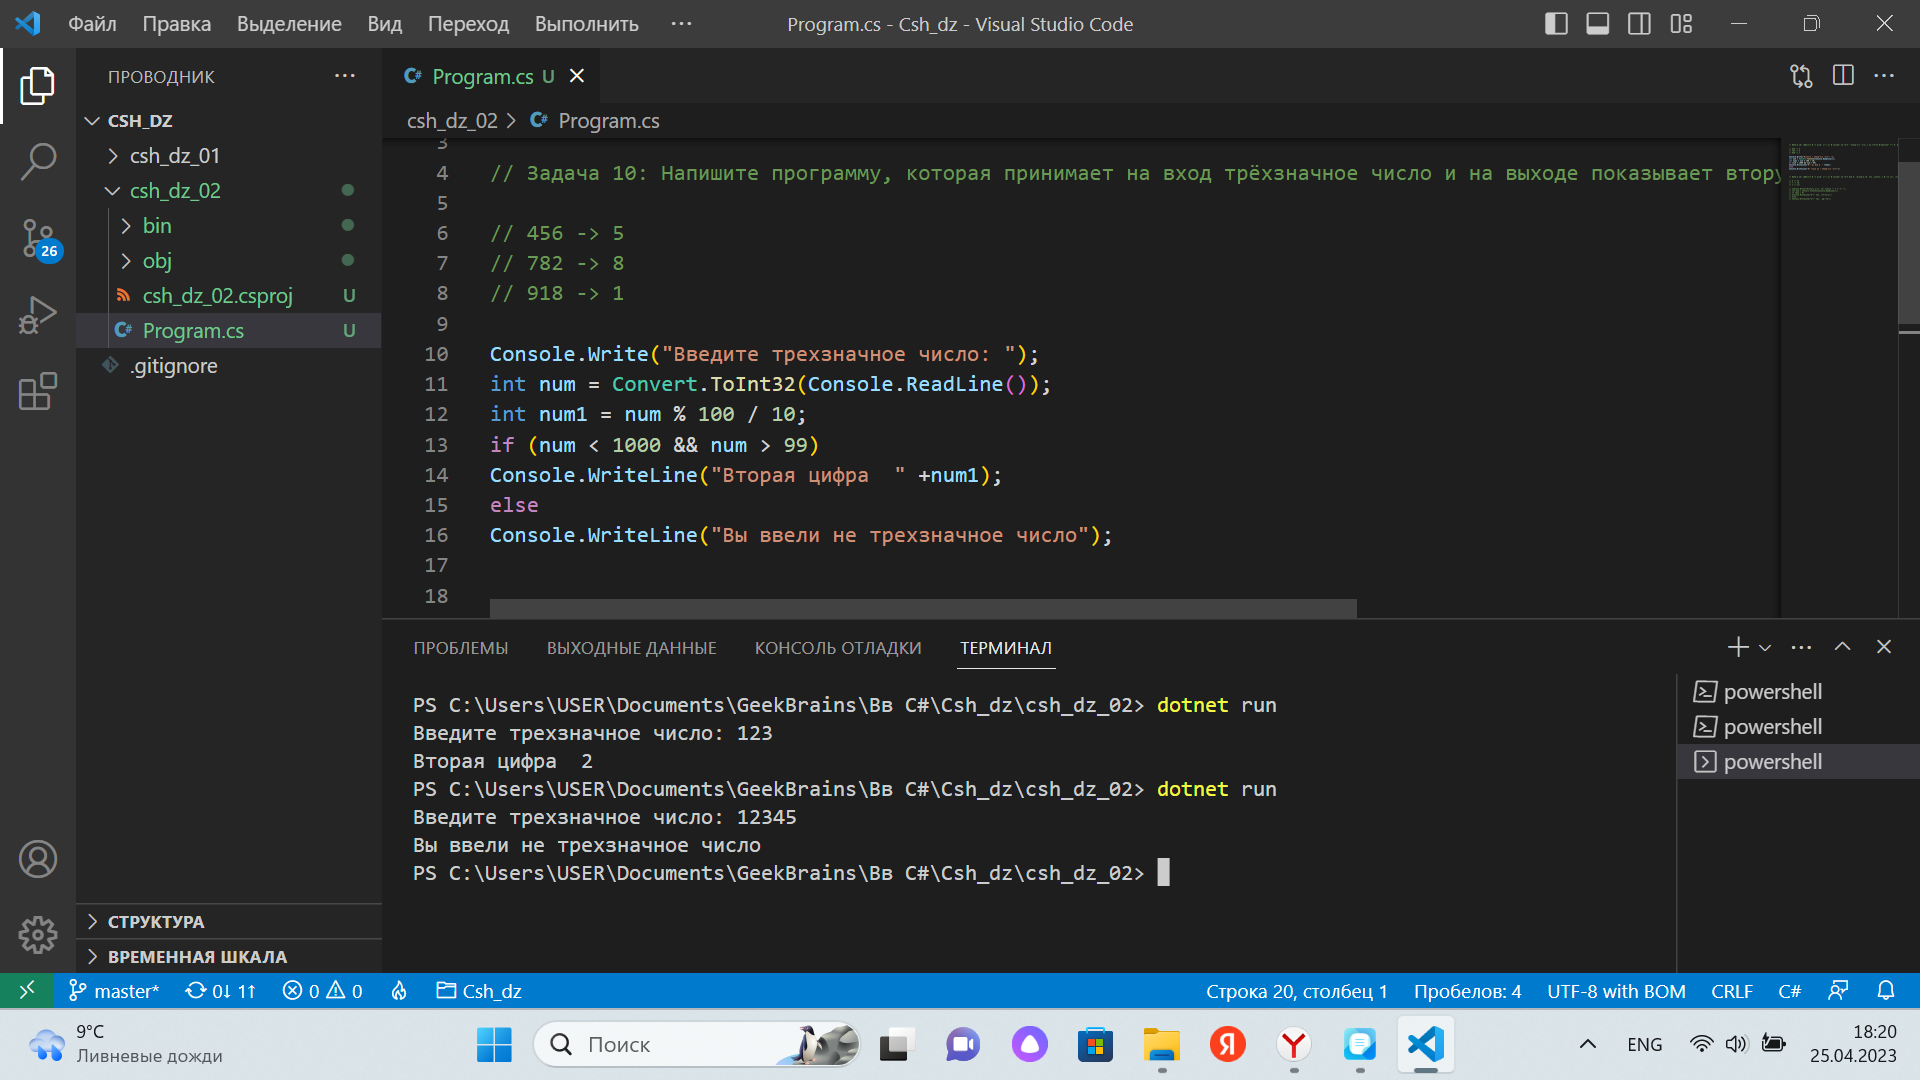 Файл Правка Выделение Вид Переход Выполнить ··· Program.cs - Csh_dz - Visual Studio Code
ПРОВОДНИК ···
CSH_DZ
csh_dz_01
csh_dz_02
bin
obj
csh_dz_02.csproj U
Program.cs U
.gitignore
26
СТРУКТУРА
ВРЕМЕННАЯ ШКАЛА
C# Program.cs U
csh_dz_02 > C# Program.cs
3
4 // Задача 10: Напишите программу, которая принимает на вход трёхзначное число и на выходе показывает втору
5
6 // 456 -> 5
7 // 782 -> 8
8 // 918 -> 1
9
10 Console.Write("Введите трехзначное число: ");
11 int num = Convert.ToInt32(Console.ReadLine());
12 int num1 = num % 100 / 10;
13 if (num < 1000 && num > 99)
14 Console.WriteLine("Вторая цифра  " +num1);
15 else
16 Console.WriteLine("Вы ввели не трехзначное число");
17
18
ПРОБЛЕМЫ ВЫХОДНЫЕ ДАННЫЕ КОНСОЛЬ ОТЛАДКИ ТЕРМИНАЛ
PS C:\Users\USER\Documents\GeekBrains\Вв C#\Csh_dz\csh_dz_02> dotnet run
Введите трехзначное число: 123
Вторая цифра  2
PS C:\Users\USER\Documents\GeekBrains\Вв C#\Csh_dz\csh_dz_02> dotnet run
Введите трехзначное число: 12345
Вы ввели не трехзначное число
PS C:\Users\USER\Documents\GeekBrains\Вв C#\Csh_dz\csh_dz_02>
powershell
powershell
powershell
master* 0↓ 1↑ 0 0 Csh_dz Строка 20, столбец 1 Пробелов: 4 UTF-8 with BOM CRLF C#
9°C
Ливневые дожди
Поиск
Я
Y
ENG
18:20
25.04.2023